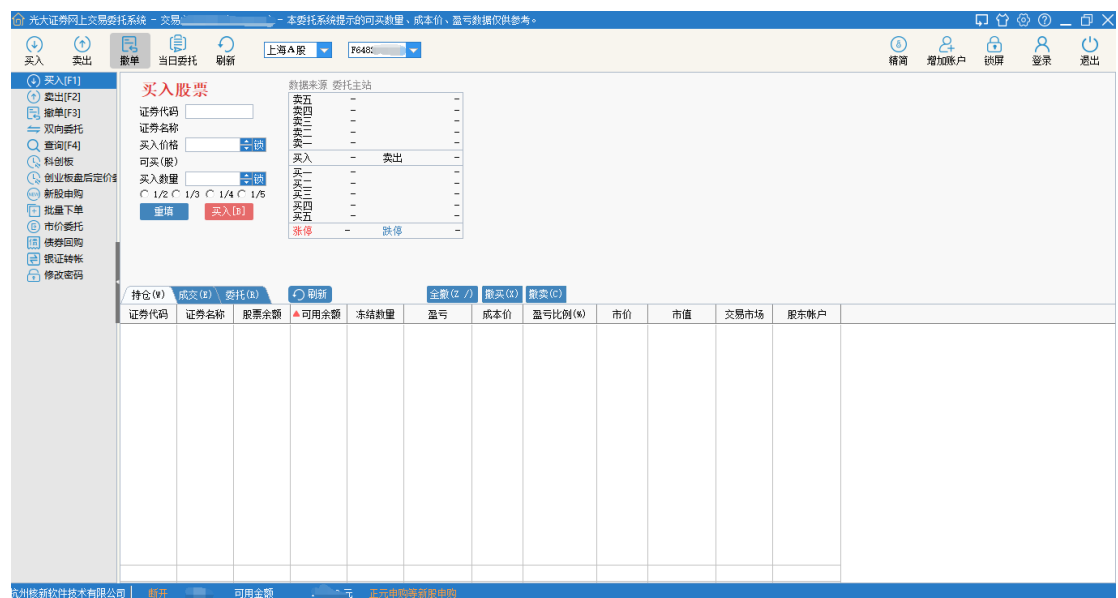 光大证券网上交易委托系统 - 交易 - 本委托系统提示的可买数量、成本价、盈亏数据仅供参考。
买入 卖出 撤单 当日委托 刷新 上海A股 F648 精简 增加账户 锁屏 登录 退出
买入[F1]
卖出[F2]
撤单[F3]
双向委托
查询[F4]
科创板
创业板盘后定价
新股申购
批量下单
市价委托
债券回购
银证转帐
修改密码
买入股票
证券代码
证券名称
买入价格 锁
可买(股)
买入数量 锁
1/2 1/3 1/4 1/5
重填 买入[B]
数据来源 委托主站
卖五 - -
卖四 - -
卖三 - -
卖二 - -
卖一 - -
买入 - 卖出 -
买一 - -
买二 - -
买三 - -
买四 - -
买五 - -
涨停 - 跌停 -
持仓(W) 成交(E) 委托(R) 刷新 全撤(Z /) 撤买(X) 撤卖(C)
证券代码 证券名称 股票余额 可用余额 冻结数量 盈亏 成本价 盈亏比例(%) 市价 市值 交易市场 股东帐户
杭州核新软件技术有限公司 断开 可用金额 元 正元申购等新股申购